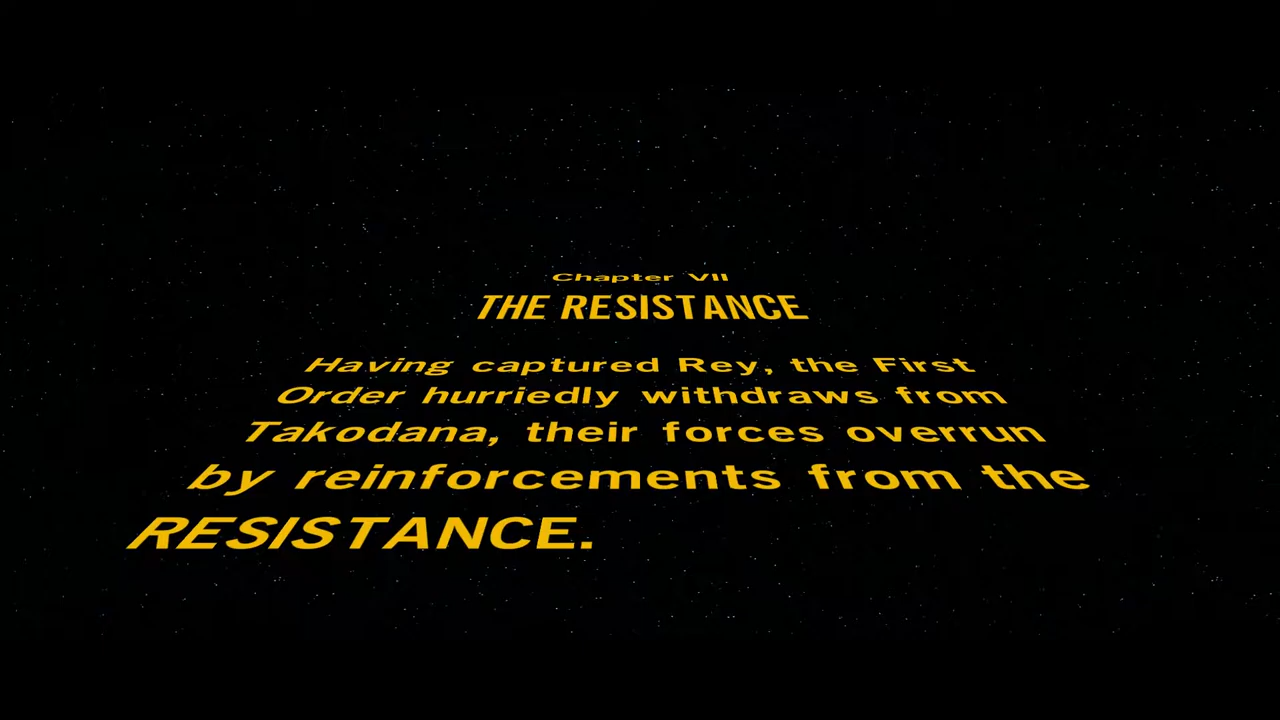 Chapter VII
THE RESISTANCE
Having captured Rey, the First
Order hurriedly withdraws from
Takodana, their forces overrun
by reinforcements from the
RESISTANCE.